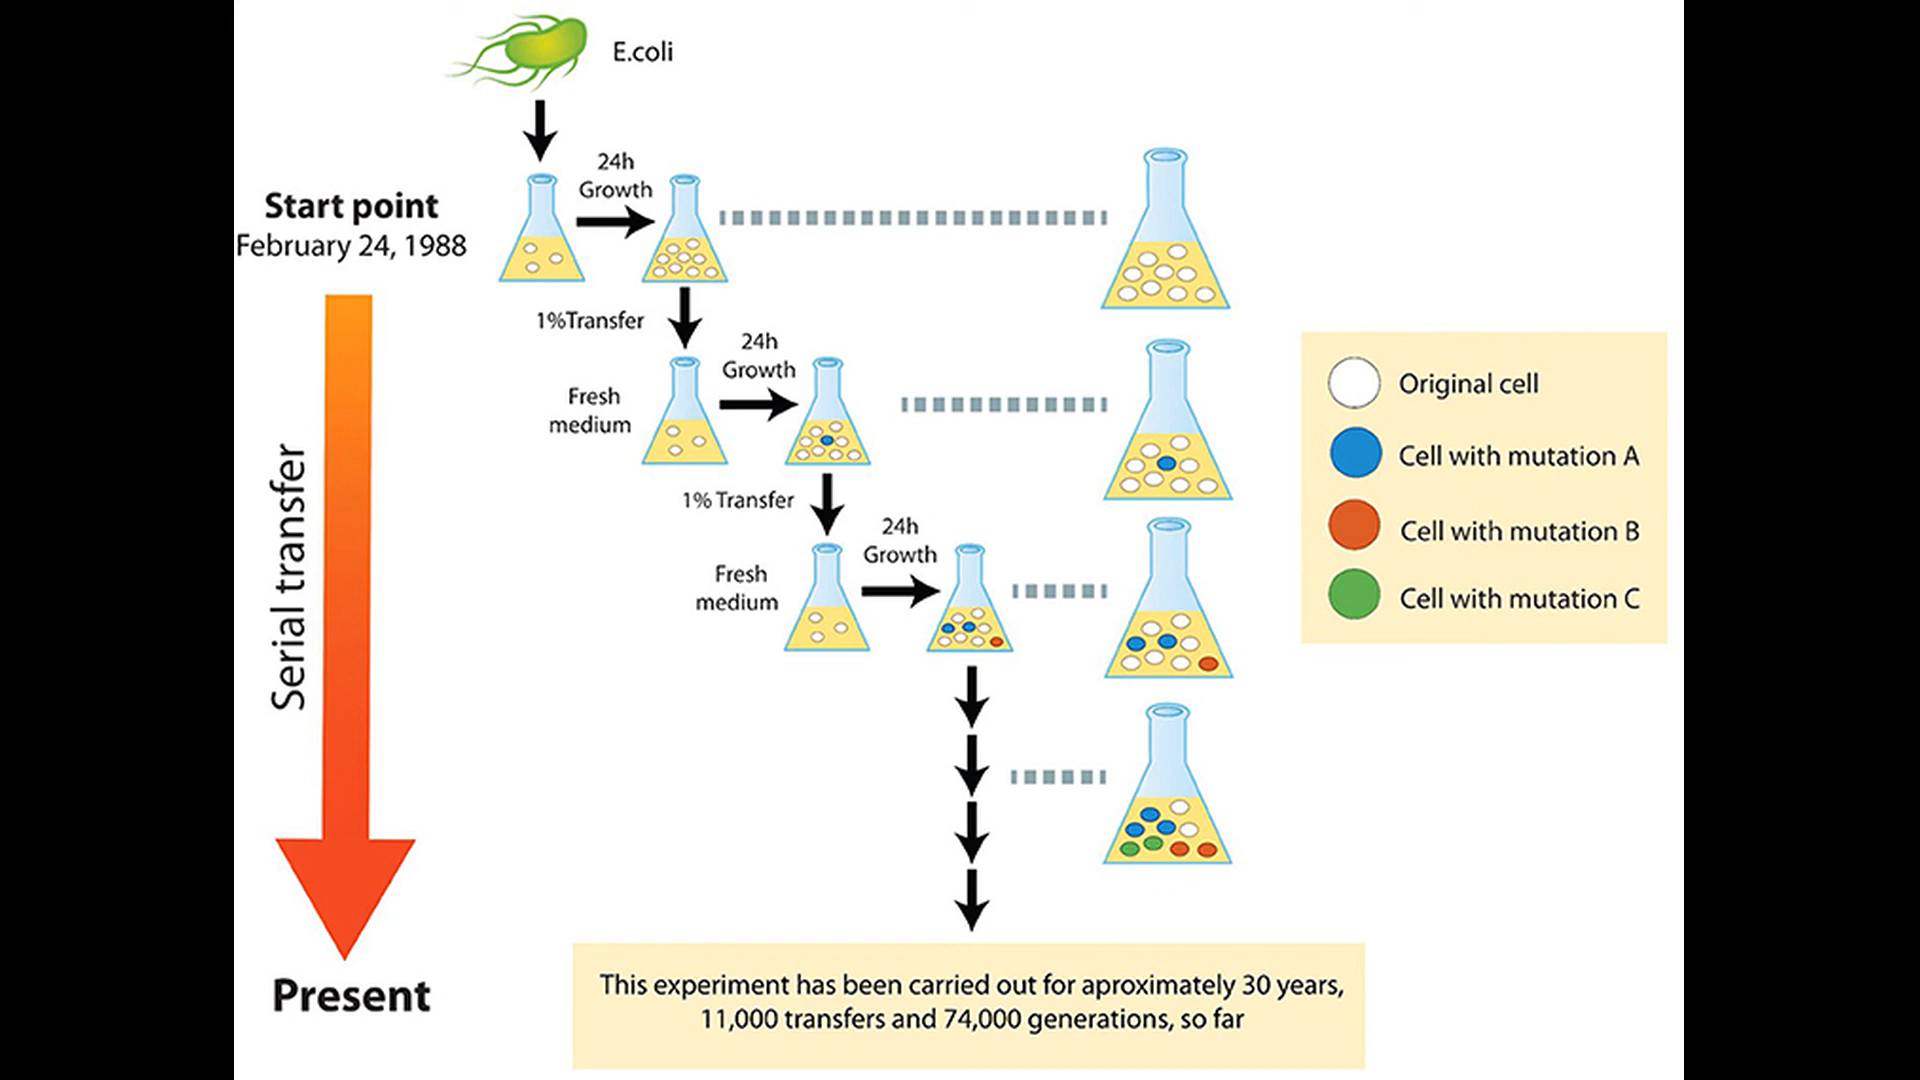 E.coli
24h
Growth
Start point
February 24, 1988
1%Transfer
24h
Growth
Fresh
medium
1% Transfer
24h
Growth
Fresh
medium
Serial transfer
Present
Original cell
Cell with mutation A
Cell with mutation B
Cell with mutation C
This experiment has been carried out for aproximately 30 years,
11,000 transfers and 74,000 generations, so far